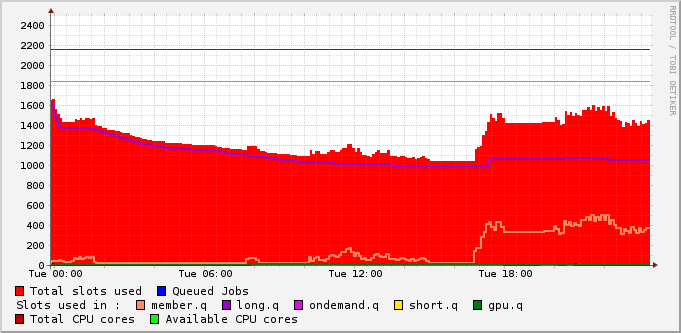 RRDTOOL / TOBI OETIKER
2400
2200
2000
1800
1600
1400
1200
1000
800
600
400
200
0
Tue 00:00 Tue 06:00 Tue 12:00 Tue 18:00
Total slots used Queued Jobs
Slots used in : member.q long.q ondemand.q short.q gpu.q
Total CPU cores Available CPU cores